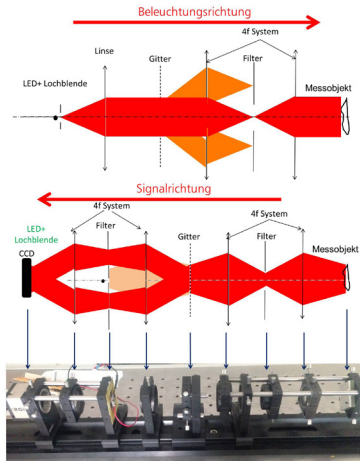 Beleuchtungsrichtung
4f System
Linse
Gitter
Filter
LED+ Lochblende
Messobjekt
Signalrichtung
4f System
4f System
LED+
Lochblende
Filter
Gitter
Filter
CCD
Messobjekt